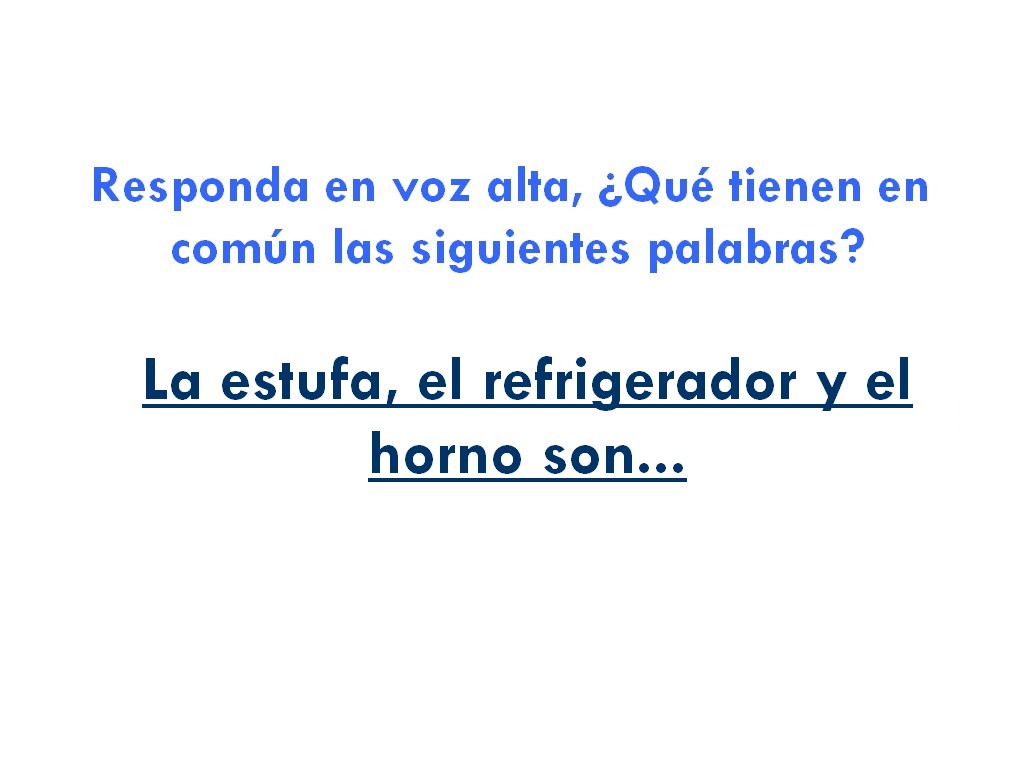 Responda en voz alta, ¿Qué tienen en
común las siguientes palabras?
La estufa, el refrigerador y el
horno son...